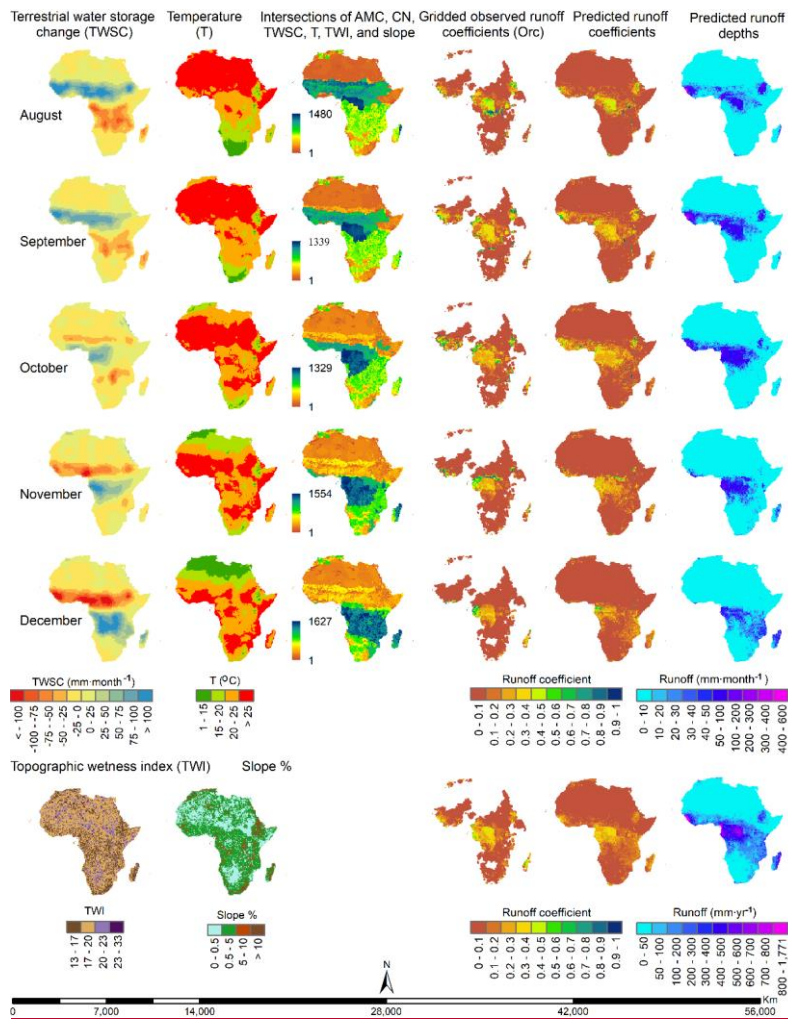 Terrestrial water storage change (TWSC)
Temperature (T)
Intersections of AMC, CN, TWSC, T, TWI, and slope
Gridded observed runoff coefficients (Orc)
Predicted runoff coefficients
Predicted runoff depths
August
1480
1
September
1339
1
October
1329
1
November
1554
1
December
1627
1
TWSC (mm·month-1)
< - 100
-100 - -75
-75 - -50
-50 - -25
-25 - 0
0 - 25
25 - 50
50 - 75
75 - 100
> 100
T (ºC)
1 - 15
15 - 20
20 - 25
> 25
Runoff coefficient
0 - 0.1
0.1 - 0.2
0.2 - 0.3
0.3 - 0.4
0.4 - 0.5
0.5 - 0.6
0.6 - 0.7
0.7 - 0.8
0.8 - 0.9
0.9 - 1
Runoff (mm·month-1)
0 - 10
10 - 20
20 - 30
30 - 40
40 - 50
50 - 100
100 - 200
200 - 300
300 - 400
400 - 600
Topographic wetness index (TWI)
Slope %
TWI
13 - 17
17 - 20
20 - 23
23 - 33
Slope %
0 - 0.5
0.5 - 5
5 - 10
> 10
Runoff coefficient
0 - 0.1
0.1 - 0.2
0.2 - 0.3
0.3 - 0.4
0.4 - 0.5
0.5 - 0.6
0.6 - 0.7
0.7 - 0.8
0.8 - 0.9
0.9 - 1
Runoff (mm·yr-1)
0 - 50
50 - 100
100 - 200
200 - 300
300 - 400
400 - 500
500 - 600
600 - 700
700 - 800
800 - 1,771
N
Km
0
7,000
14,000
28,000
42,000
56,000